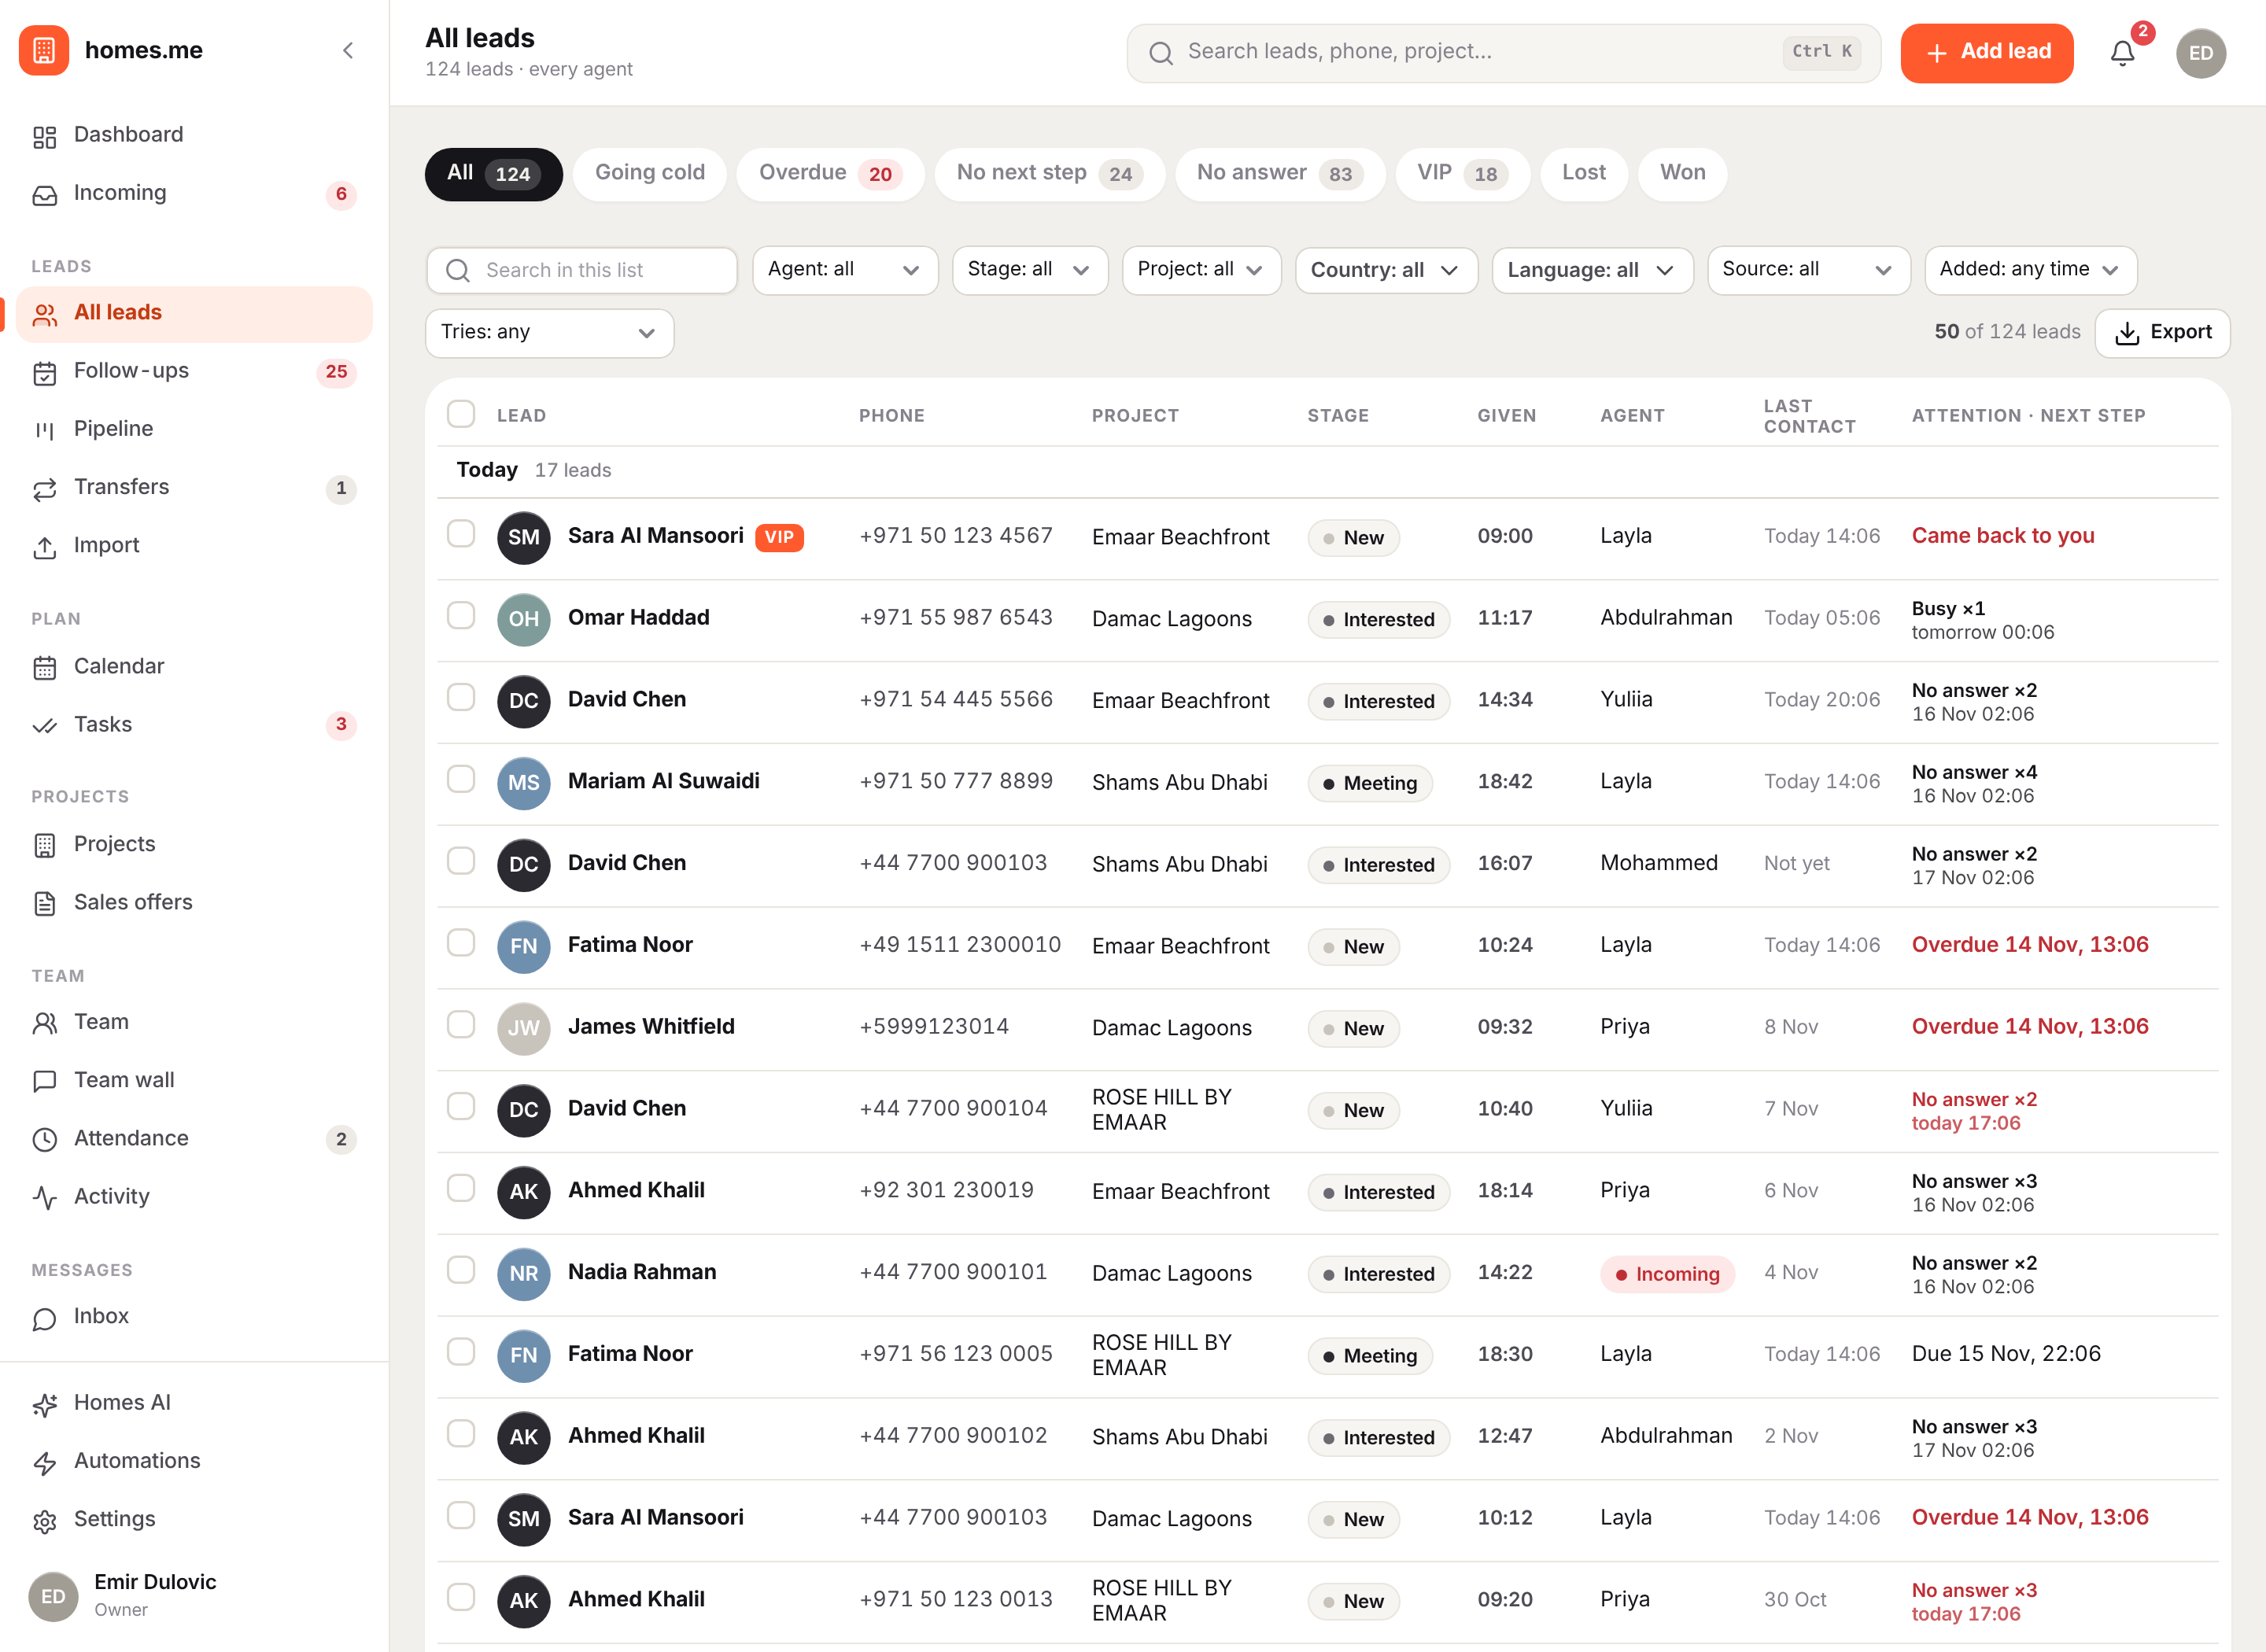 homes.me
Dashboard
Incoming 6
LEADS
All leads
Follow-ups 25
Pipeline
Transfers 1
Import
PLAN
Calendar
Tasks 3
PROJECTS
Projects
Sales offers
TEAM
Team
Team wall
Attendance 2
Activity
MESSAGES
Inbox
Homes AI
Automations
Settings
ED Emir Dulovic
Owner
All leads
124 leads · every agent
Search leads, phone, project... Ctrl K
Add lead
2
ED
All 124 Going cold Overdue 20 No next step 24 No answer 83 VIP 18 Lost Won
Search in this list Agent: all Stage: all Project: all Country: all Language: all Source: all Added: any time
Tries: any 50 of 124 leads Export
LEAD PHONE PROJECT STAGE GIVEN AGENT LAST CONTACT ATTENTION · NEXT STEP
Today 17 leads
SM Sara Al Mansoori VIP +971 50 123 4567 Emaar Beachfront New 09:00 Layla Today 14:06 Came back to you
OH Omar Haddad +971 55 987 6543 Damac Lagoons Interested 11:17 Abdulrahman Today 05:06 Busy ×1
tomorrow 00:06
DC David Chen +971 54 445 5566 Emaar Beachfront Interested 14:34 Yuliia Today 20:06 No answer ×2
16 Nov 02:06
MS Mariam Al Suwaidi +971 50 777 8899 Shams Abu Dhabi Meeting 18:42 Layla Today 14:06 No answer ×4
16 Nov 02:06
DC David Chen +44 7700 900103 Shams Abu Dhabi Interested 16:07 Mohammed Not yet No answer ×2
17 Nov 02:06
FN Fatima Noor +49 1511 2300010 Emaar Beachfront New 10:24 Layla Today 14:06 Overdue 14 Nov, 13:06
JW James Whitfield +5999123014 Damac Lagoons New 09:32 Priya 8 Nov Overdue 14 Nov, 13:06
DC David Chen +44 7700 900104 ROSE HILL BY EMAAR New 10:40 Yuliia 7 Nov No answer ×2
today 17:06
AK Ahmed Khalil +92 301 230019 Emaar Beachfront Interested 18:14 Priya 6 Nov No answer ×3
16 Nov 02:06
NR Nadia Rahman +44 7700 900101 Damac Lagoons Interested 14:22 Incoming 4 Nov No answer ×2
16 Nov 02:06
FN Fatima Noor +971 56 123 0005 ROSE HILL BY EMAAR Meeting 18:30 Layla Today 14:06 Due 15 Nov, 22:06
AK Ahmed Khalil +44 7700 900102 Shams Abu Dhabi Interested 12:47 Abdulrahman 2 Nov No answer ×3
17 Nov 02:06
SM Sara Al Mansoori +44 7700 900103 Damac Lagoons New 10:12 Layla Today 14:06 Overdue 14 Nov, 13:06
AK Ahmed Khalil +971 50 123 0013 ROSE HILL BY EMAAR New 09:20 Priya 30 Oct No answer ×3
today 17:06